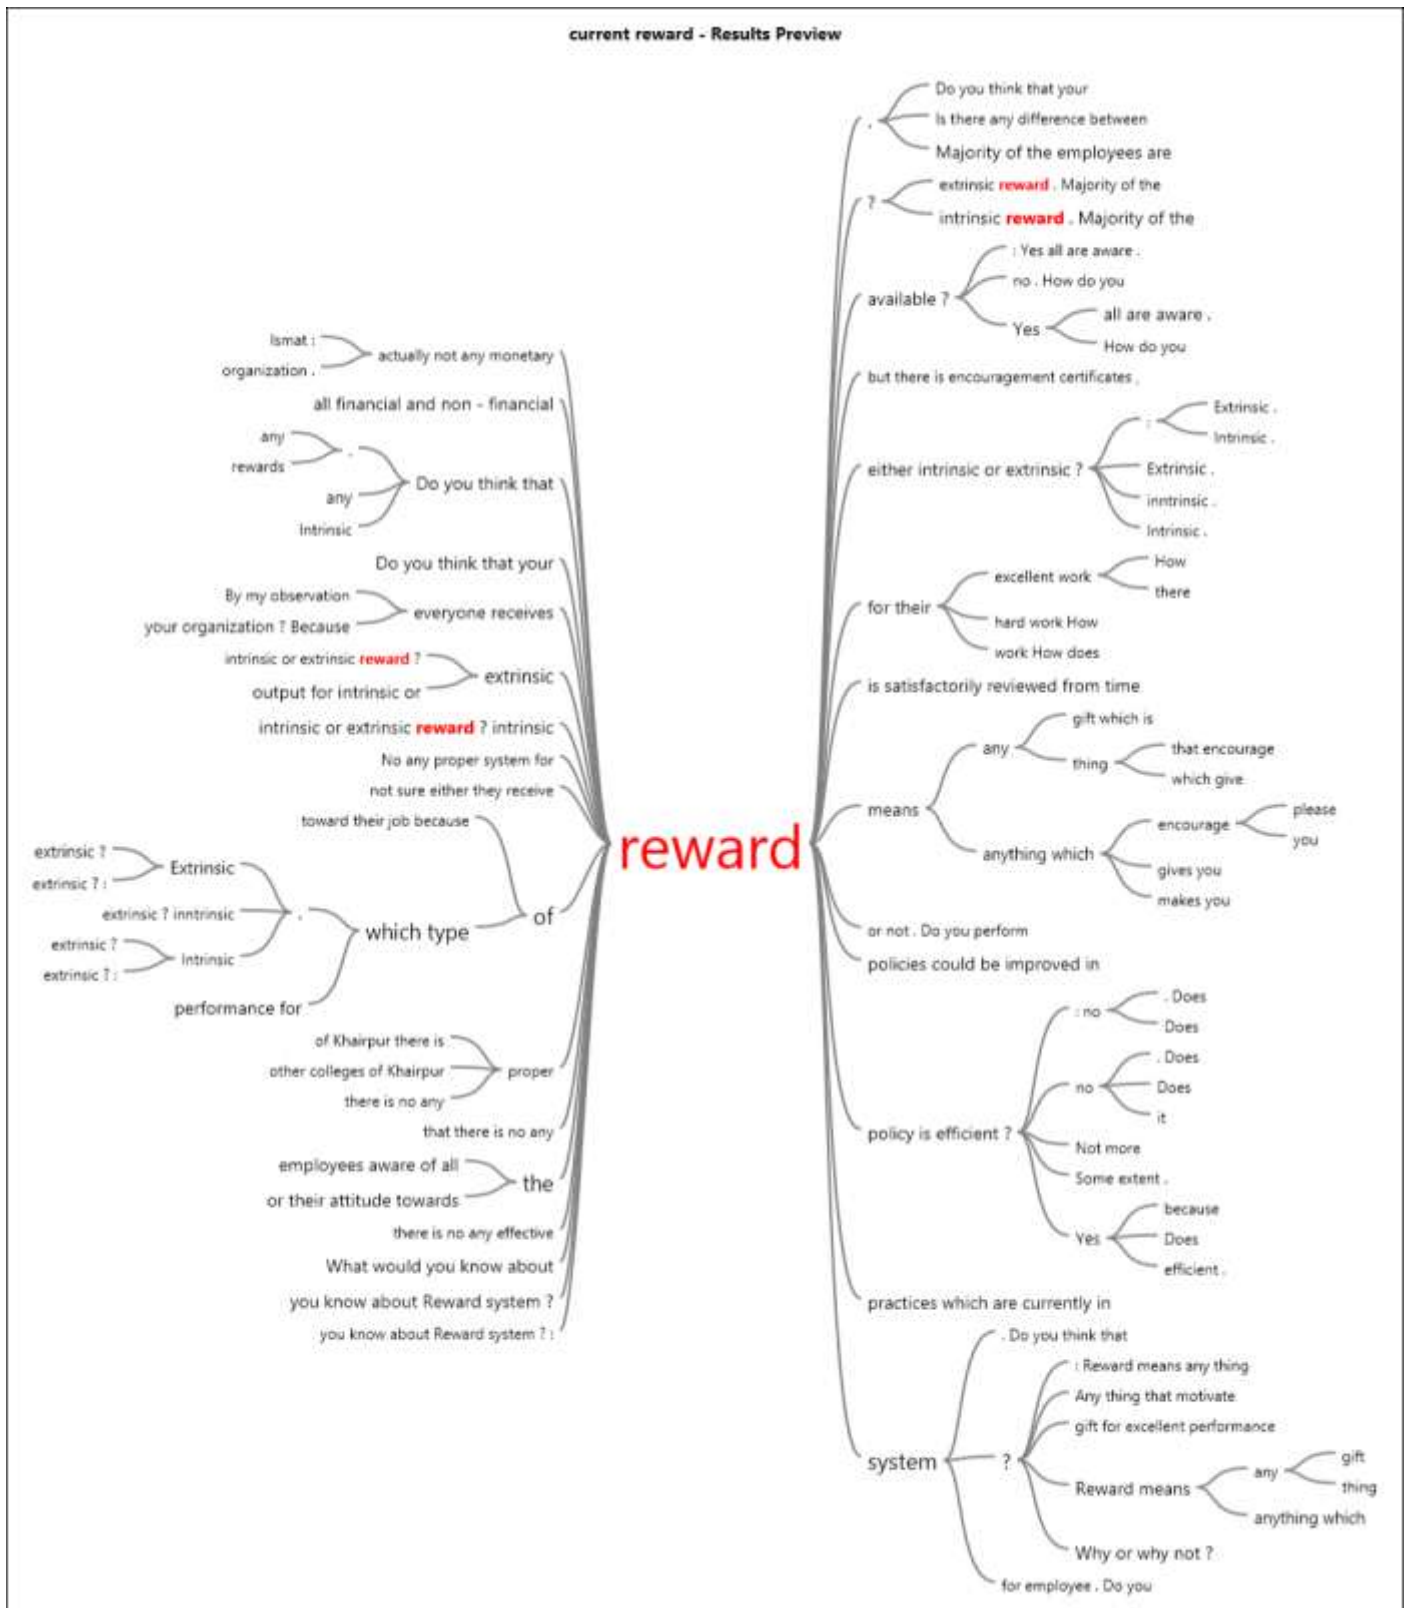 current reward - Results Preview
Ismat :
organization .
actually not any monetary
all financial and non - financial
any
rewards
.
any
Intrinsic
Do you think that
Do you think that your
By my observation
your organization ? Because
everyone receives
intrinsic or extrinsic reward ?
output for intrinsic or
extrinsic
intrinsic or extrinsic reward ? intrinsic
No any proper system for
not sure either they receive
toward their job because
extrinsic ?
extrinsic ? :
Extrinsic
extrinsic ? inntrinsic
.
extrinsic ?
extrinsic ? :
Intrinsic
which type
of
performance for
of Khairpur there is
other colleges of Khairpur
there is no any
proper
that there is no any
employees aware of all
or their attitude towards
the
there is no any effective
What would you know about
you know about Reward system ?
you know about Reward system ? :
reward
.
Do you think that your
Is there any difference between
Majority of the employees are
?
extrinsic reward . Majority of the
intrinsic reward . Majority of the
available ?
: Yes all are aware .
no . How do you
Yes
all are aware .
How do you
but there is encouragement certificates .
either intrinsic or extrinsic ?
:
Extrinsic .
Intrinsic .
Extrinsic .
inntrinsic .
Intrinsic .
for their
excellent work
How
there
hard work How
work How does
is satisfactorily reviewed from time
means
any
gift which is
thing
that encourage
which give
anything which
encourage
please
you
gives you
makes you
or not . Do you perform
policies could be improved in
policy is efficient ?
: no
. Does
Does
no
. Does
Does
it
Not more
Some extent .
Yes
because
Does
efficient .
practices which are currently in
system
. Do you think that
?
: Reward means any thing
Any thing that motivate
gift for excellent performance
Reward means
any
gift
thing
anything which
Why or why not ?
for employee . Do you